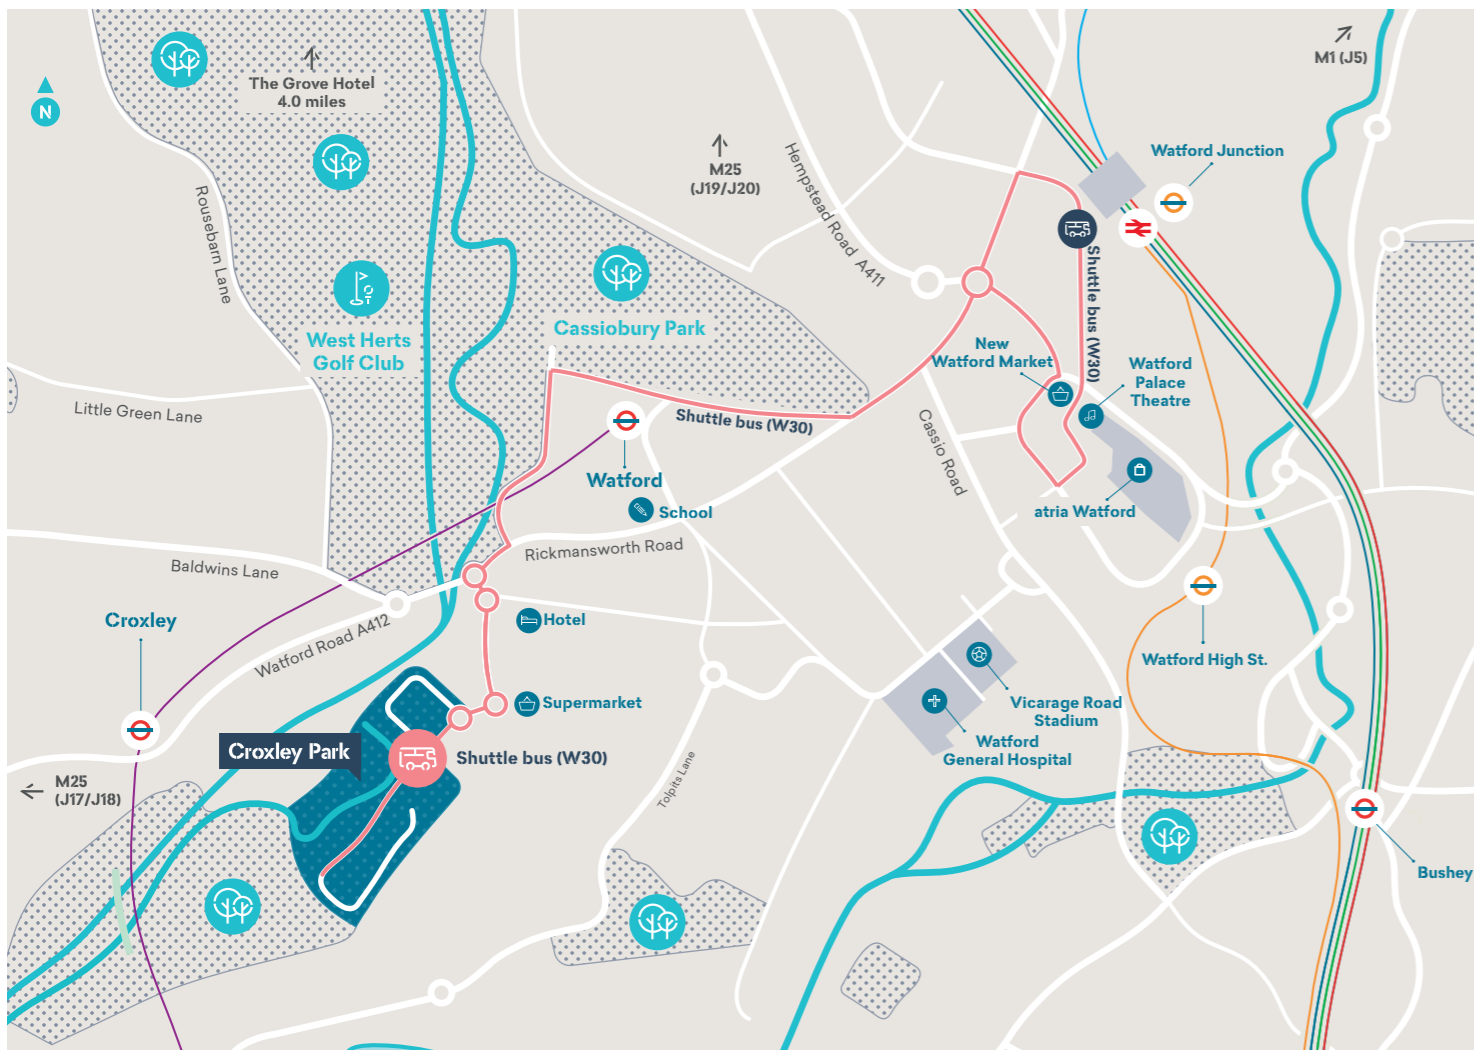 M1 (J5)
The Grove Hotel
4.0 miles
N
Watford Junction
M25
(J19/J20)
Hempstead Road A411
Rousebarn Lane
Shuttle bus (W30)
Cassiobury Park
West Herts
Golf Club
New
Watford Market
Watford
Palace
Theatre
Little Green Lane
Shuttle bus (W30)
Cassio Road
Watford
School
atria Watford
Rickmansworth Road
Baldwins Lane
Croxley
Hotel
Watford Road A412
Watford High St.
Supermarket
Vicarage Road
Stadium
Croxley Park
Shuttle bus (W30)
Watford
General Hospital
Tolpits Lane
M25
(J17/J18)
Bushey